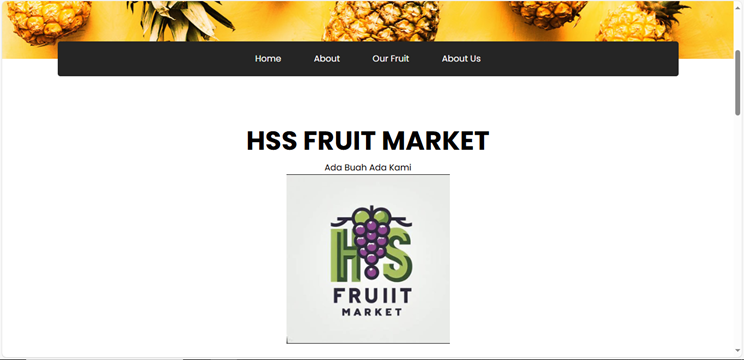 Home About Our Fruit About Us
HSS FRUIT MARKET
Ada Buah Ada Kami
HS
FRUIIT
MARKET